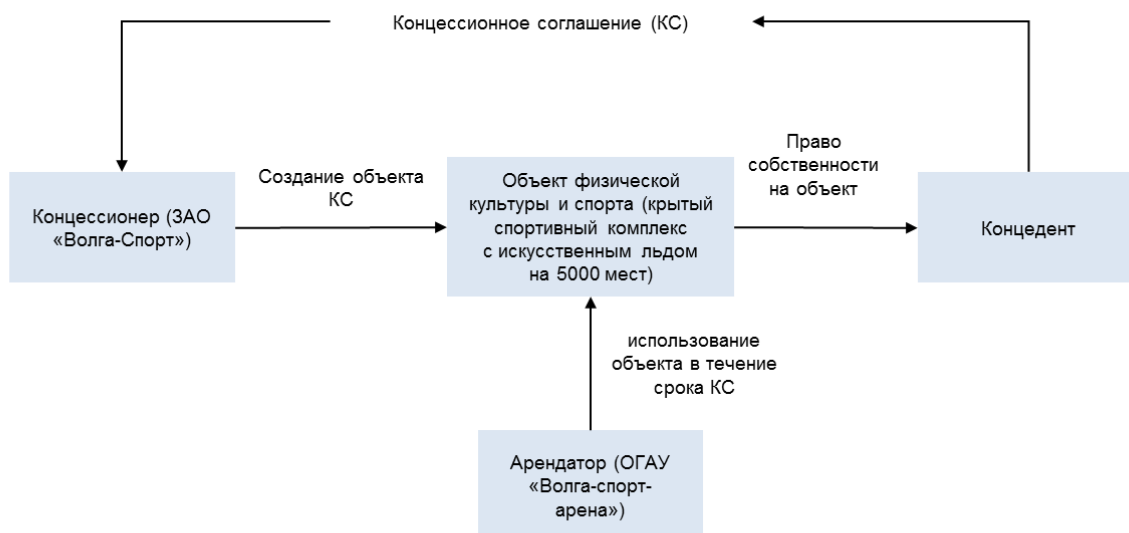 Концессионное соглашение (КС)
Создание объекта
КС
Право
собственности
на объект
Концессионер (ЗАО
«Волга-Спорт»)
Объект физической
культуры и спорта (крытый
спортивный комплекс
с искусственным льдом
на 5000 мест)
Концедент
использование
объекта в течение
срока КС
Арендатор (ОГАУ
«Волга-спорт-
арена»)